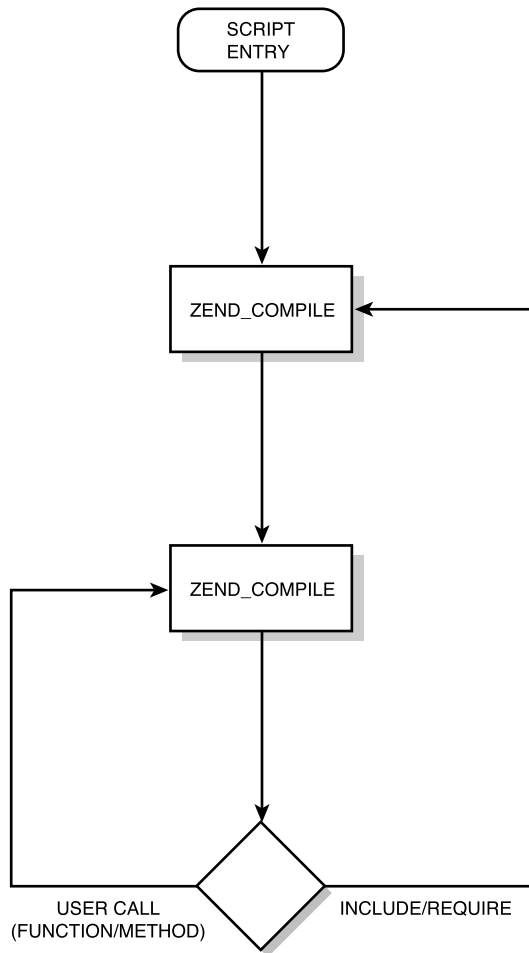 SCRIPT
ENTRY
ZEND_COMPILE
ZEND_COMPILE
USER CALL
(FUNCTION/METHOD)
INCLUDE/REQUIRE